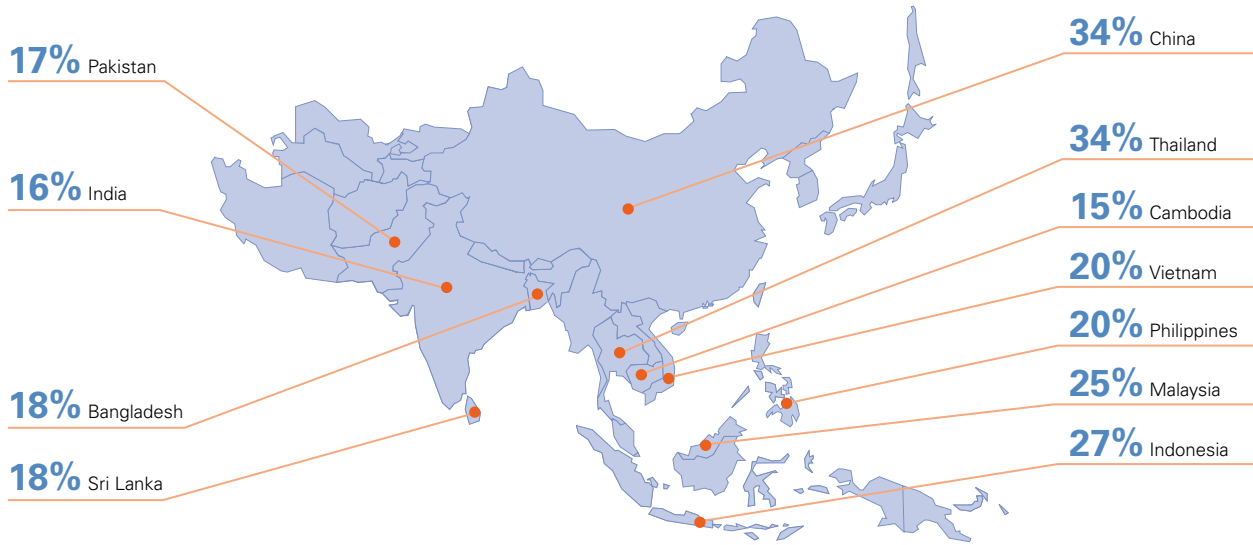 17% Pakistan
16% India
18% Bangladesh
18% Sri Lanka
34% China
34% Thailand
15% Cambodia
20% Vietnam
20% Philippines
25% Malaysia
27% Indonesia